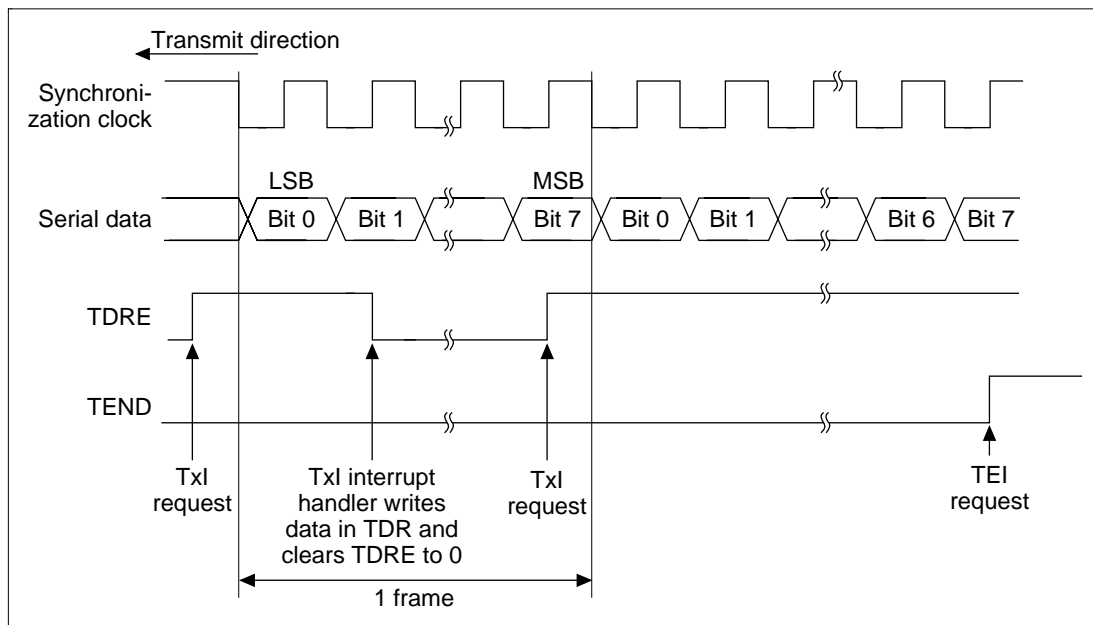 Transmit direction
Synchroni-
zation clock
LSB
MSB
Serial data
Bit 0
Bit 1
Bit 7
Bit 0
Bit 1
Bit 6
Bit 7
TDRE
TEND
TxI
request
TxI interrupt
handler writes
data in TDR and
clears TDRE to 0
TxI
request
TEI
request
1 frame